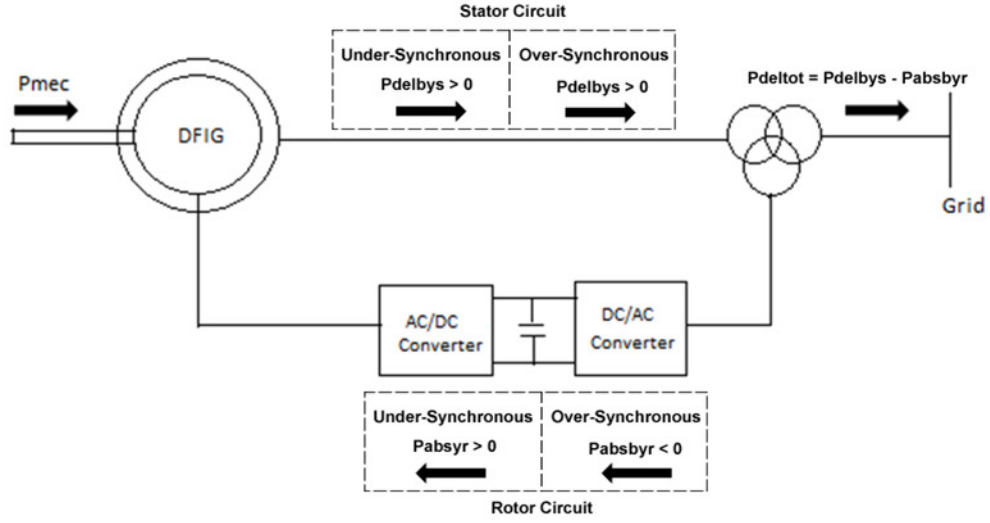 Stator Circuit
Under-Synchronous
Pdelbys > 0
Over-Synchronous
Pdelbys > 0
Pmec
Pdeltot = Pdelbys - Pabsbyr
DFIG
Grid
AC/DC
Converter
DC/AC
Converter
Under-Synchronous
Pabsyr > 0
Over-Synchronous
Pabsbyr < 0
Rotor Circuit